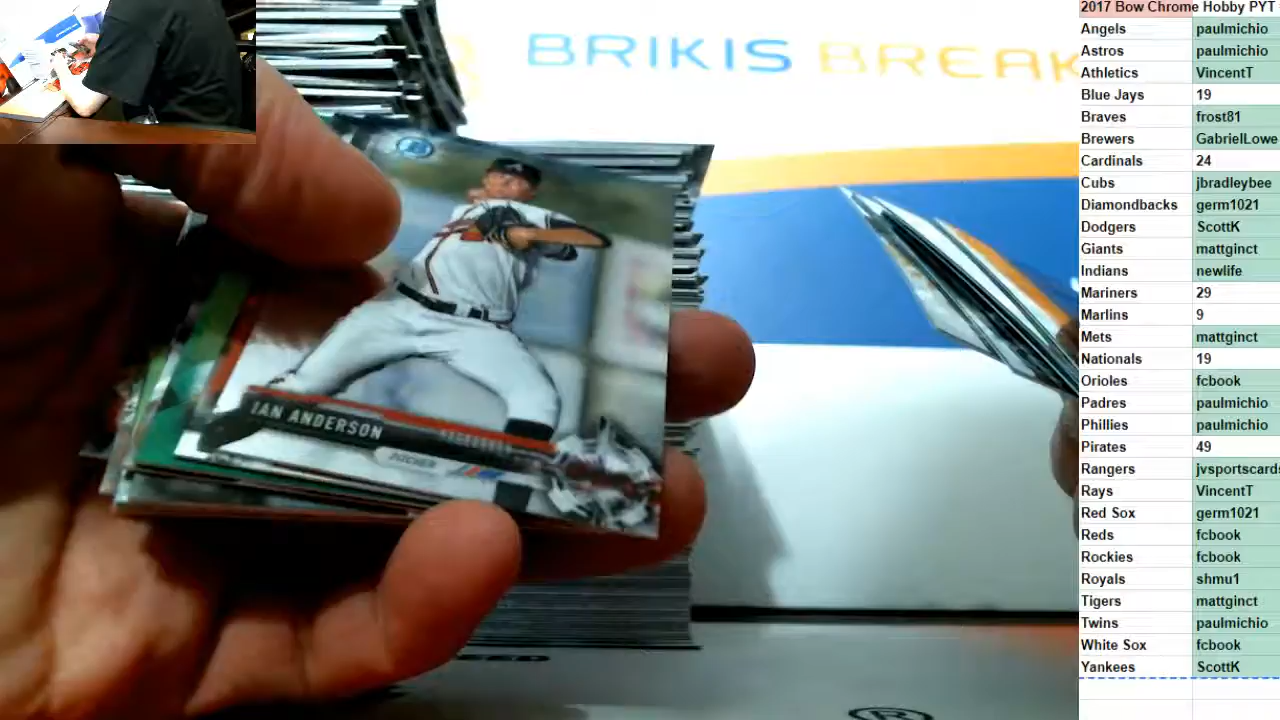 BRIKIS BREAK
IAN ANDERSON
PITCHER
2017 Bow Chrome Hobby PYT
Angels paulmichio
Astros paulmichio
Athletics VincentT
Blue Jays 19
Braves frost81
Brewers GabrielLowe
Cardinals 24
Cubs jbradleybee
Diamondbacks germ1021
Dodgers ScottK
Giants mattginct
Indians newlife
Mariners 29
Marlins 9
Mets mattginct
Nationals 19
Orioles fcbook
Padres paulmichio
Phillies paulmichio
Pirates 49
Rangers jvsportscards
Rays VincentT
Red Sox germ1021
Reds fcbook
Rockies fcbook
Royals shmu1
Tigers mattginct
Twins paulmichio
White Sox fcbook
Yankees ScottK